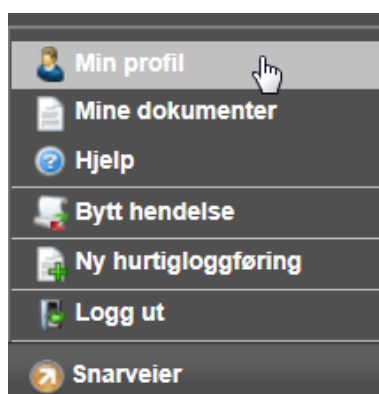 Min profil
Mine dokumenter
Hjelp
Bytt hendelse
Ny hurtigloggføring
Logg ut
Snarveier